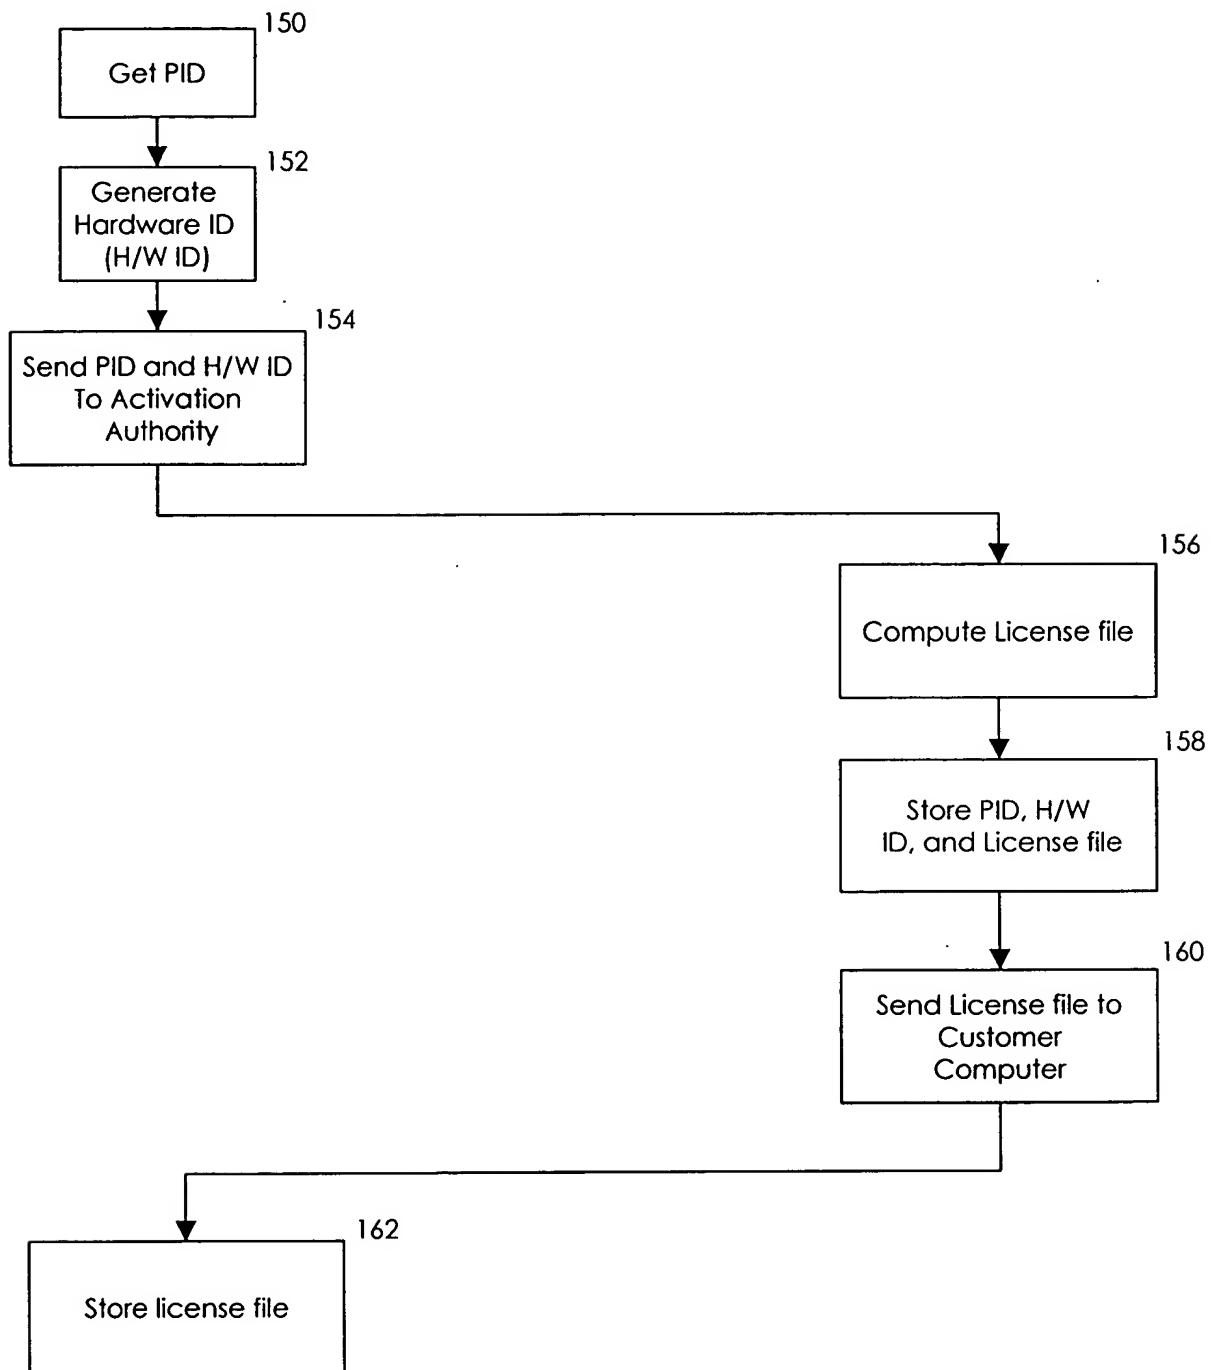 150
Get PID
152
Generate
Hardware ID
(H/W ID)
154
Send PID and H/W ID
To Activation
Authority
156
Compute License file
158
Store PID, H/W
ID, and License file
160
Send License file to
Customer
Computer
162
Store license file